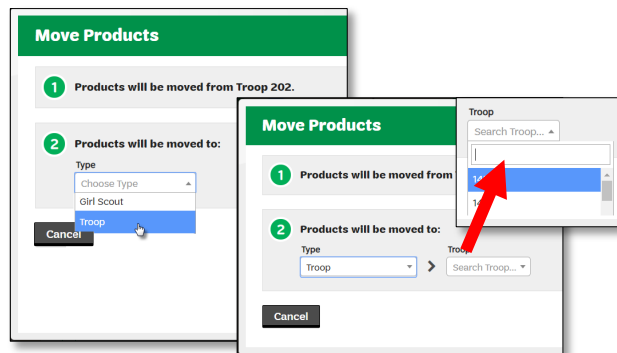 Move Products
1 Products will be moved from Troop 202.
2 Products will be moved to:
Type
Choose Type
Girl Scout
Troop
Cancel
Move Products
1 Products will be moved from
2 Products will be moved to:
Type
Troop
Troop
Search Troop...
Cancel
Troop
Search Troop...